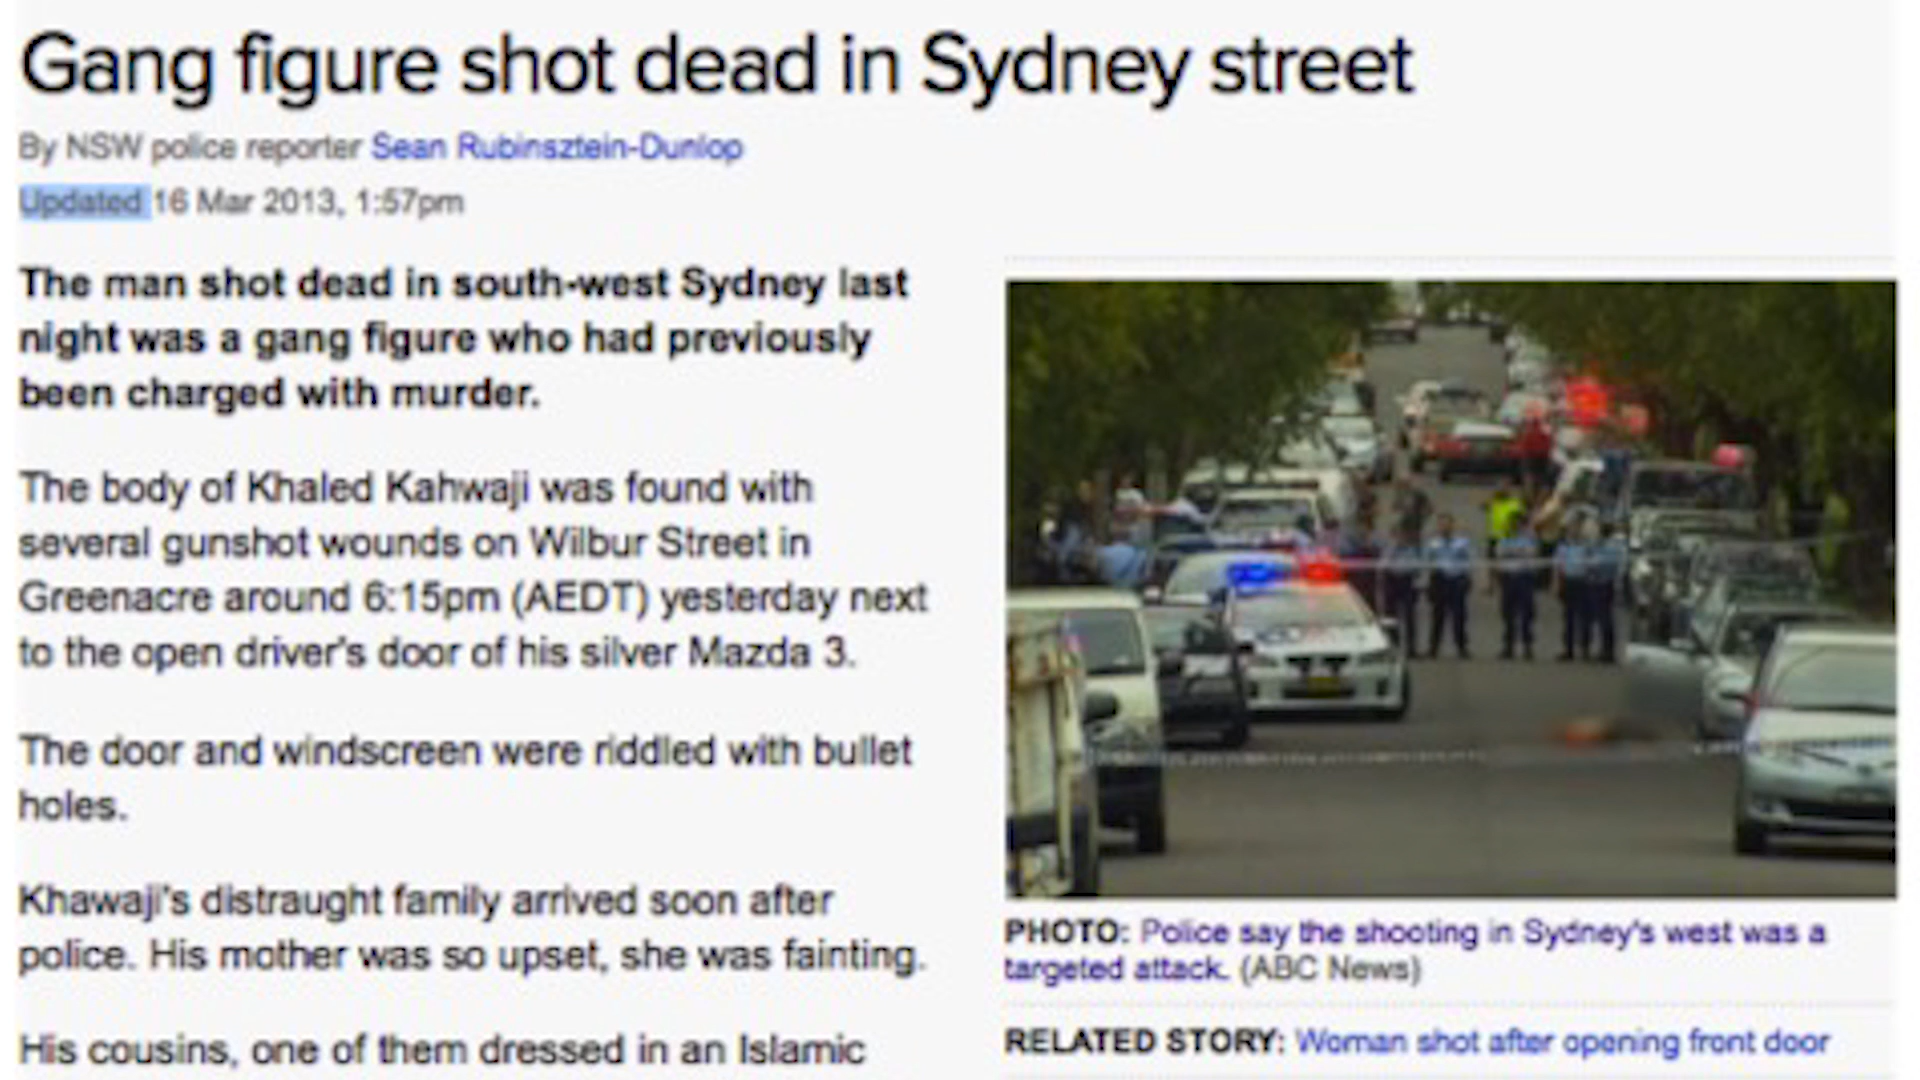 Gang figure shot dead in Sydney street
By NSW police reporter Sean Rubinsztein-Dunlop
Updated 16 Mar 2013, 1:57pm
The man shot dead in south-west Sydney last
night was a gang figure who had previously
been charged with murder.
The body of Khaled Kahwaji was found with
several gunshot wounds on Wilbur Street in
Greenacre around 6:15pm (AEDT) yesterday next
to the open driver's door of his silver Mazda 3.
The door and windscreen were riddled with bullet
holes.
Khawaji's distraught family arrived soon after
police. His mother was so upset, she was fainting.
His cousins, one of them dressed in an Islamic
PHOTO: Police say the shooting in Sydney's west was a
targeted attack. (ABC News)
RELATED STORY: Woman shot after opening front door